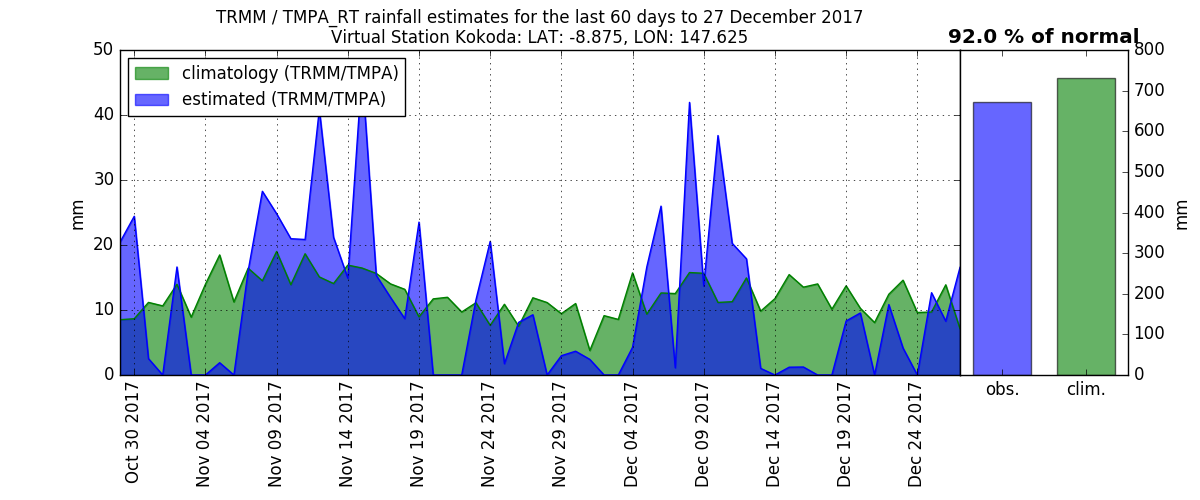 TRMM / TMPA_RT rainfall estimates for the last 60 days to 27 December 2017
Virtual Station Kokoda: LAT: -8.875, LON: 147.625
92.0 % of normal
climatology (TRMM/TMPA)
estimated (TRMM/TMPA)
50
40
30
20
10
0
mm
Oct 30 2017
Nov 04 2017
Nov 09 2017
Nov 14 2017
Nov 19 2017
Nov 24 2017
Nov 29 2017
Dec 04 2017
Dec 09 2017
Dec 14 2017
Dec 19 2017
Dec 24 2017
800
700
600
500
400
300
200
100
0
mm
obs.
clim.